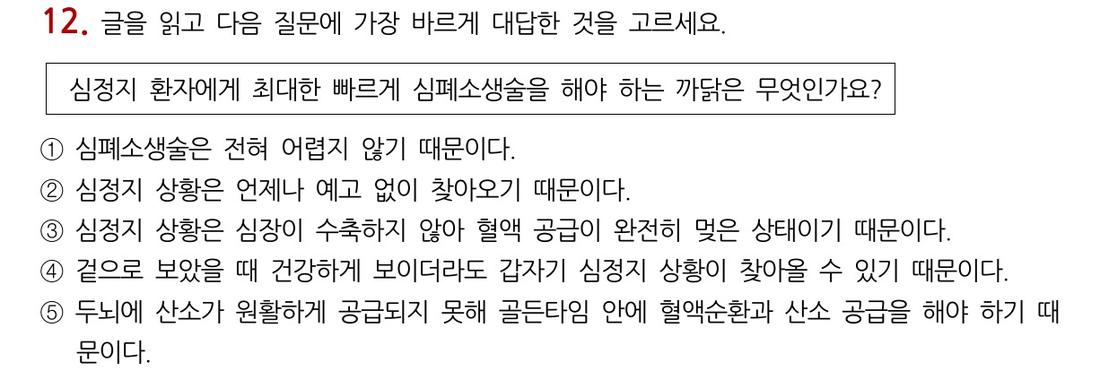 12. 글을 읽고 다음 질문에 가장 바르게 대답한 것을 고르세요.
심정지 환자에게 최대한 빠르게 심폐소생술을 해야 하는 까닭은 무엇인가요?
① 심폐소생술은 전혀 어렵지 않기 때문이다.
② 심정지 상황은 언제나 예고 없이 찾아오기 때문이다.
③ 심정지 상황은 심장이 수축하지 않아 혈액 공급이 완전히 멎은 상태이기 때문이다.
④ 겉으로 보았을 때 건강하게 보이더라도 갑자기 심정지 상황이 찾아올 수 있기 때문이다.
⑤ 두뇌에 산소가 원활하게 공급되지 못해 골든타임 안에 혈액순환과 산소 공급을 해야 하기 때
문이다.